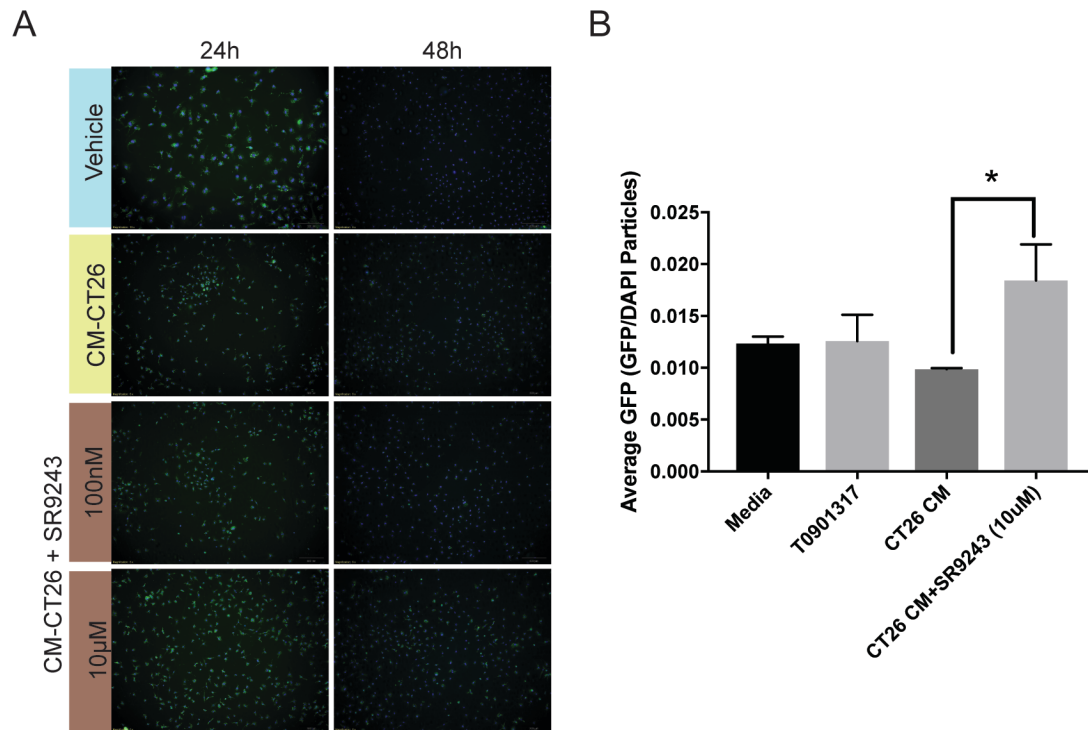 A
24h
48h
Vehicle
CM-CT26
CM-CT26 + SR9243
100nM
10µM
B
*
Average GFP (GFP/DAPI Particles)
0.025
0.020
0.015
0.010
0.005
0.000
Media
T0901317
CT26 CM
CT26 CM+SR9243 (10uM)